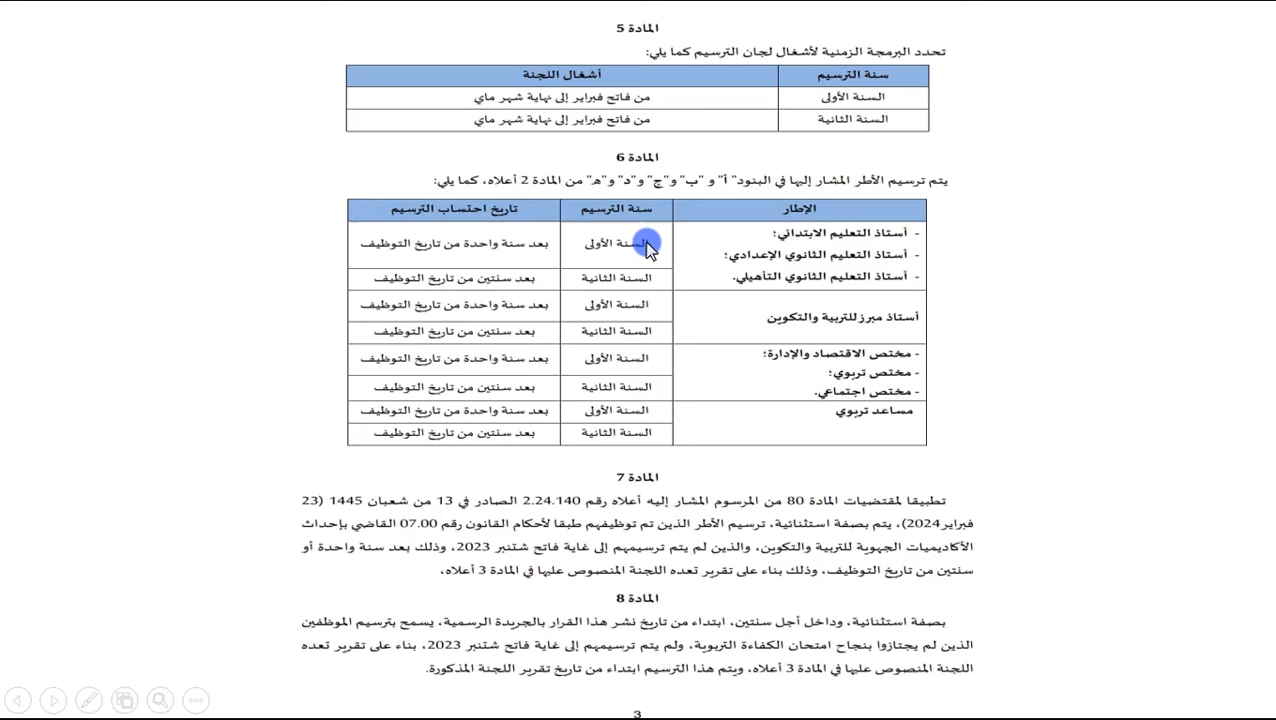 المادة 5
تحدد البرمجة الزمنية لأشغال لجان الترسيم كما يلي:
سنة الترسيم أشغال اللجنة
السنة الأولى من فاتح فبراير إلى نهاية شهر ماي
السنة الثانية من فاتح فبراير إلى نهاية شهر ماي
المادة 6
يتم ترسيم الأطر المشار إليها في البنود" أ" و "ب" و"ج" و"د" و"ه" من المادة 2 أعلاه، كما يلي:
الإطار سنة الترسيم تاريخ احتساب الترسيم
- أستاذ التعليم الابتدائي؛
- أستاذ التعليم الثانوي الإعدادي؛
- أستاذ التعليم الثانوي التأهيلي.
السنة الأولى بعد سنة واحدة من تاريخ التوظيف
السنة الثانية بعد سنتين من تاريخ التوظيف
أستاذ مبرز للتربية والتكوين
السنة الأولى بعد سنة واحدة من تاريخ التوظيف
السنة الثانية بعد سنتين من تاريخ التوظيف
- مختص الاقتصاد والإدارة؛
- مختص تربوي؛
- مختص اجتماعي.
السنة الأولى بعد سنة واحدة من تاريخ التوظيف
السنة الثانية بعد سنتين من تاريخ التوظيف
مساعد تربوي
السنة الأولى بعد سنة واحدة من تاريخ التوظيف
السنة الثانية بعد سنتين من تاريخ التوظيف
المادة 7
تطبيقا لمقتضيات المادة 80 من المرسوم المشار إليه أعلاه رقم 2.24.140 الصادر في 13 من شعبان 1445 (23
فبراير2024)، يتم بصفة استثنائية، ترسيم الأطر الذين تم توظيفهم طبقا لأحكام القانون رقم 07.00 القاضي بإحداث
الأكاديميات الجهوية للتربية والتكوين، والذين لم يتم ترسيمهم إلى غاية فاتح شتنبر 2023، وذلك بعد سنة واحدة أو
سنتين من تاريخ التوظيف، وذلك بناء على تقرير تعده اللجنة المنصوص عليها في المادة 3 أعلاه،
المادة 8
بصفة استثنائية، وداخل أجل سنتين، ابتداء من تاريخ نشر هذا القرار بالجريدة الرسمية، يسمح بترسيم الموظفين
الذين لم يجتازوا بنجاح امتحان الكفاءة التربوية، ولم يتم ترسيمهم إلى غاية فاتح شتنبر 2023، بناء على تقرير تعده
اللجنة المنصوص عليها في المادة 3 أعلاه، ويتم هذا الترسيم ابتداء من تاريخ تقرير اللجنة المذكورة.
3